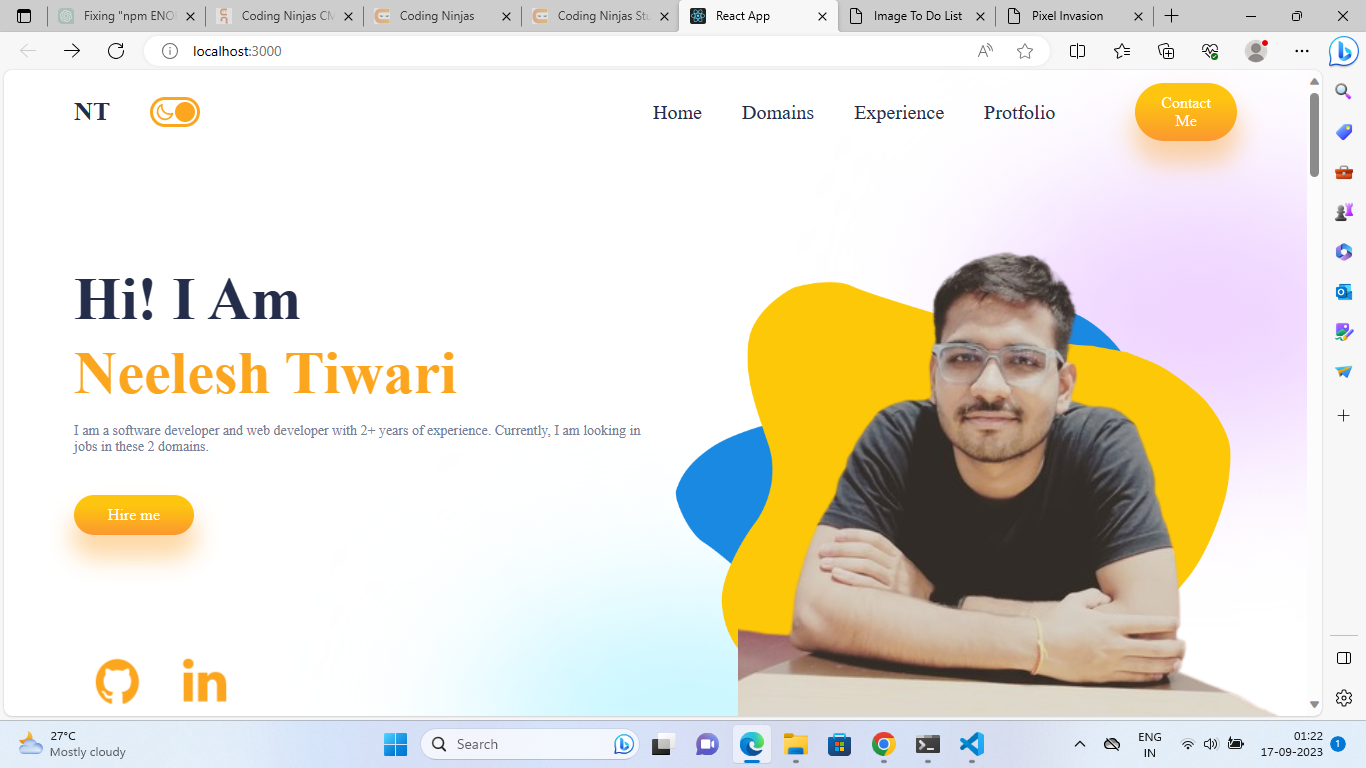 Fixing "npm ENOI
Coding Ninjas CM
Coding Ninjas
Coding Ninjas Stu
React App
Image To Do List
Pixel Invasion
localhost:3000
NT
Home
Domains
Experience
Protfolio
Contact
Me
Hi! I Am
Neelesh Tiwari
I am a software developer and web developer with 2+ years of experience. Currently, I am looking in
jobs in these 2 domains.
Hire me
in
27°C
Mostly cloudy
Search
ENG
IN
01:22
17-09-2023
1